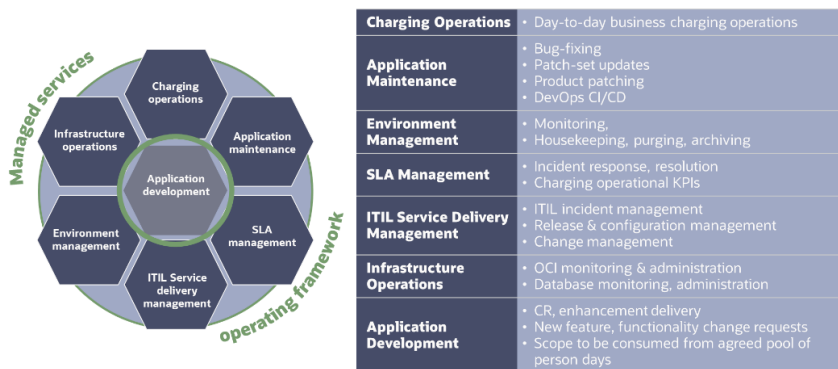 Managed services
operating framework
Charging
operations
Infrastructure
operations
Application
maintenance
Application
development
Environment
management
SLA
management
ITIL Service
delivery
management
Charging Operations
• Day-to-day business charging operations
Application
Maintenance
• Bug-fixing
• Patch-set updates
• Product patching
• DevOps CI/CD
Environment
Management
• Monitoring,
• Housekeeping, purging, archiving
SLA Management
• Incident response, resolution
• Charging operational KPIs
ITIL Service Delivery
Management
• ITIL incident management
• Release & configuration management
• Change management
Infrastructure
Operations
• OCI monitoring & administration
• Database monitoring, administration
Application
Development
• CR, enhancement delivery
• New feature, functionality change requests
• Scope to be consumed from agreed pool of
person days